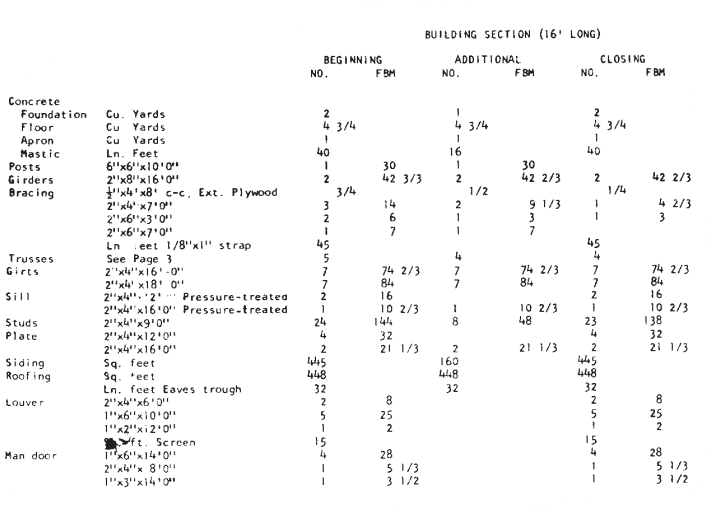 BUILDING SECTION (16' LONG)
BEGINNING ADDITIONAL CLOSING
NO. FBM NO. FBM NO. FBM
Concrete
Foundation Cu. Yards 2 1 2
Floor Cu Yards 4 3/4 4 3/4 4 3/4
Apron Cu Yards 1 1 1
Mastic Ln. Feet 40 16 40
Posts 6"x6"x10'0" 1 30 1 30
Girders 2"x8"x16'0" 2 42 2/3 2 42 2/3 2 42 2/3
Bracing ½"x4'x8' c-c, Ext. Plywood 3/4 1/2 1/4
2"x4"x7'0" 3 14 2 9 1/3 1 4 2/3
2"x6"x3'0" 2 6 1 3 1 3
2"x6"x7'0" 1 7 1 7
Ln eet 1/8"x1" strap 45 45
Trusses See Page 3 5 4 4
Girts 2"x4"x16'-0" 7 74 2/3 7 74 2/3 7 74 2/3
2"x4'x18' 0" 7 84 7 84 7 84
Sill 2"x4" '2' " Pressure-treated 2 16 2 16
2"x4"x16'0" Pressure-treated 1 10 2/3 1 10 2/3 1 10 2/3
Studs 2"x4"x9'0" 24 144 8 48 23 138
Plate 2"x4"x12'0" 4 32 4 32
2"x4"x16'0" 2 21 1/3 2 21 1/3 2 21 1/3
Siding Sq. feet 445 160 445
Roofing Sq. feet 448 448 448
Ln. feet Eaves trough 32 32 32
Louver 2"x4"x6'0" 2 8 2 8
1"x6"x10'0" 5 25 5 25
1"x2"x12'0" 1 2 1 2
ft. Screen 15 15
Man door 1"x6"x14'0" 4 28 4 28
2"x4"x 8'0" 1 5 1/3 1 5 1/3
1"x3"x14'0" 1 3 1/2 1 3 1/2